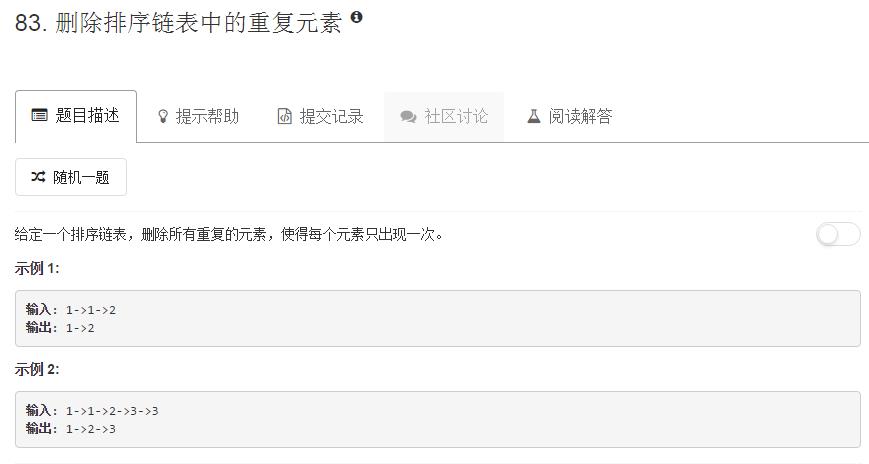 83. 删除排序链表中的重复元素
题目描述 提示帮助 提交记录 社区讨论 阅读解答
随机一题
给定一个排序链表，删除所有重复的元素，使得每个元素只出现一次。
示例 1:
输入: 1->1->2
输出: 1->2
示例 2:
输入: 1->1->2->3->3
输出: 1->2->3